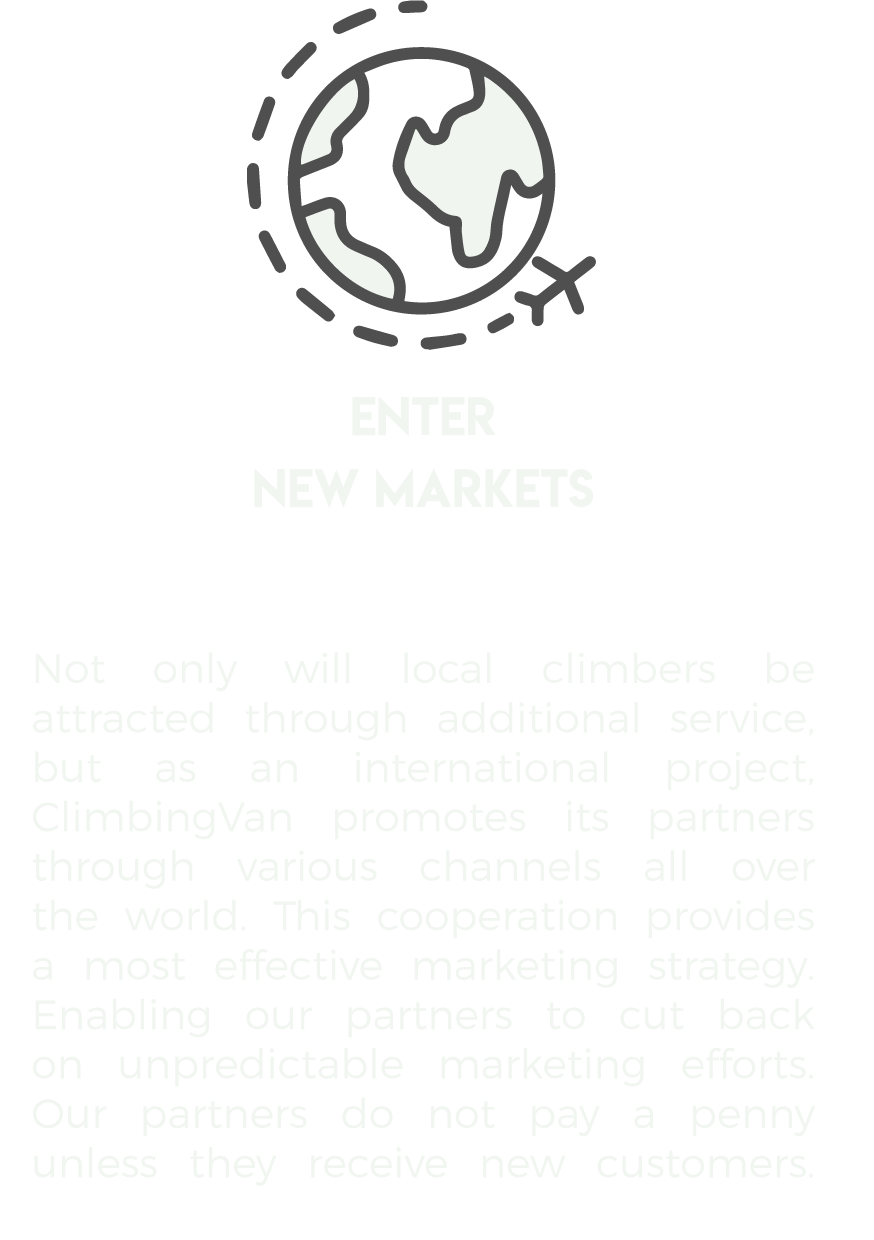 ENTER
NEW MARKETS
Not only will local climbers be
attracted through additional service,
but as an international project,
ClimbingVan promotes its partners
through various channels all over
the world. This cooperation provides
a most effective marketing strategy.
Enabling our partners to cut back
on unpredictable marketing efforts.
Our partners do not pay a penny
unless they receive new customers.